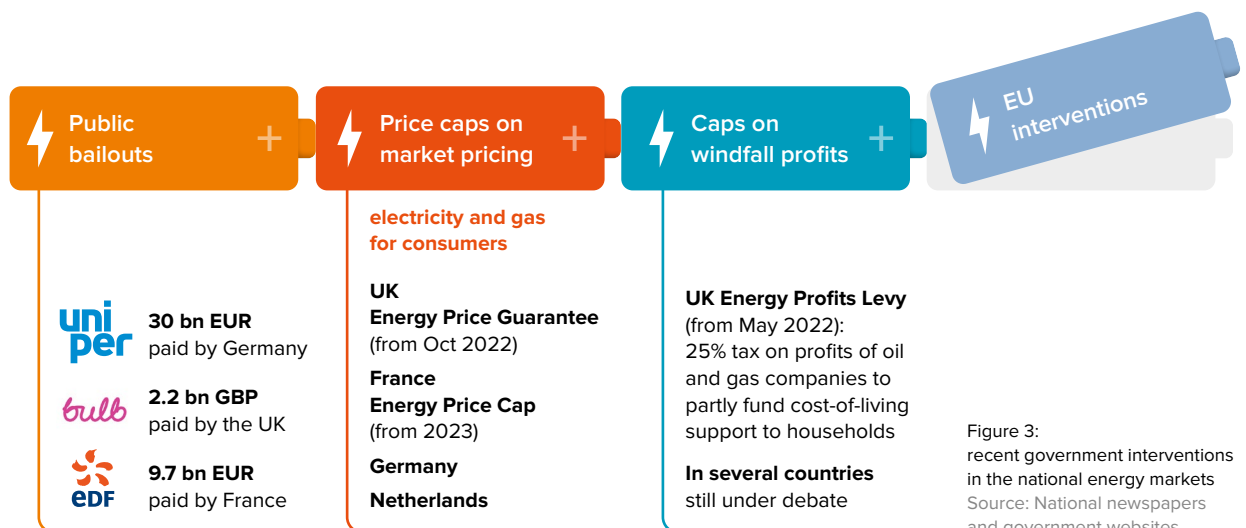 Public
bailouts
Price caps on
market pricing
Caps on
windfall profits
EU
interventions
uni
per
30 bn EUR
paid by Germany
bulb
2.2 bn GBP
paid by the UK
eDF
9.7 bn EUR
paid by France
electricity and gas
for consumers
UK
Energy Price Guarantee
(from Oct 2022)
France
Energy Price Cap
(from 2023)
Germany
Netherlands
UK Energy Profits Levy
(from May 2022):
25% tax on profits of oil
and gas companies to
partly fund cost-of-living
support to households
In several countries
still under debate
Figure 3:
recent government interventions
in the national energy markets
Source: National newspapers
and government websites